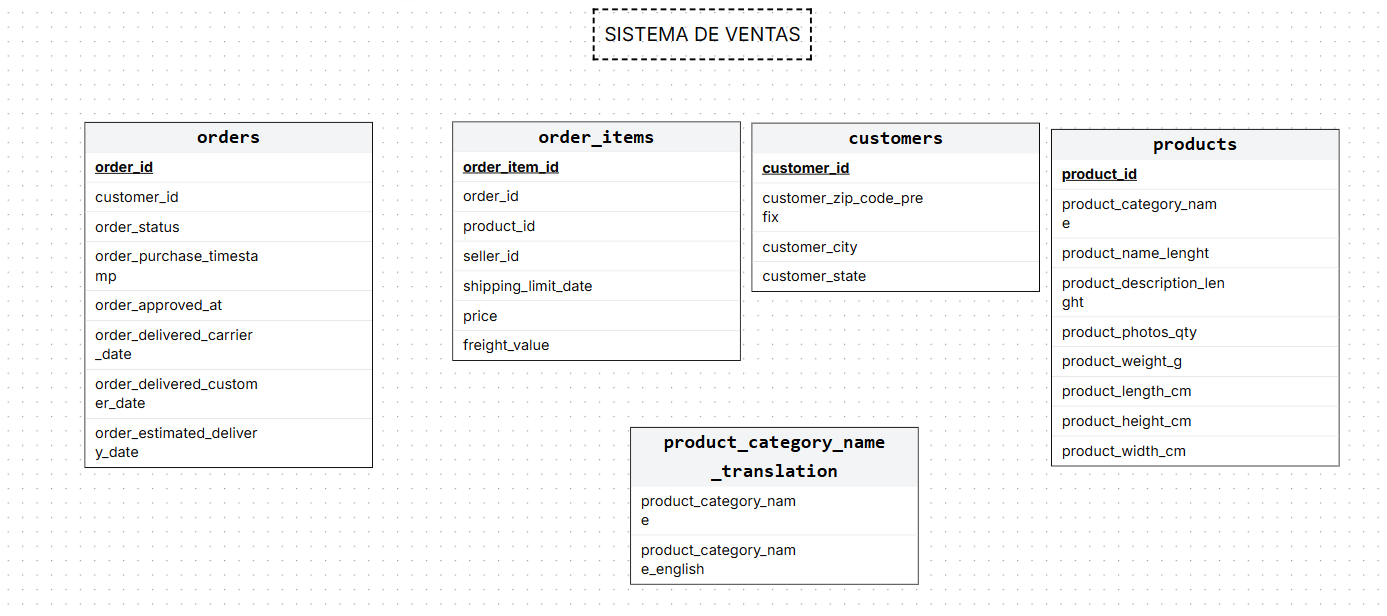 SISTEMA DE VENTAS
orders
order_id
customer_id
order_status
order_purchase_timesta
mp
order_approved_at
order_delivered_carrier
_date
order_delivered_custom
er_date
order_estimated_deliver
y_date
order_items
order_item_id
order_id
product_id
seller_id
shipping_limit_date
price
freight_value
customers
customer_id
customer_zip_code_pre
fix
customer_city
customer_state
products
product_id
product_category_nam
e
product_name_lenght
product_description_len
ght
product_photos_qty
product_weight_g
product_length_cm
product_height_cm
product_width_cm
product_category_name
_translation
product_category_nam
e
product_category_nam
e_english